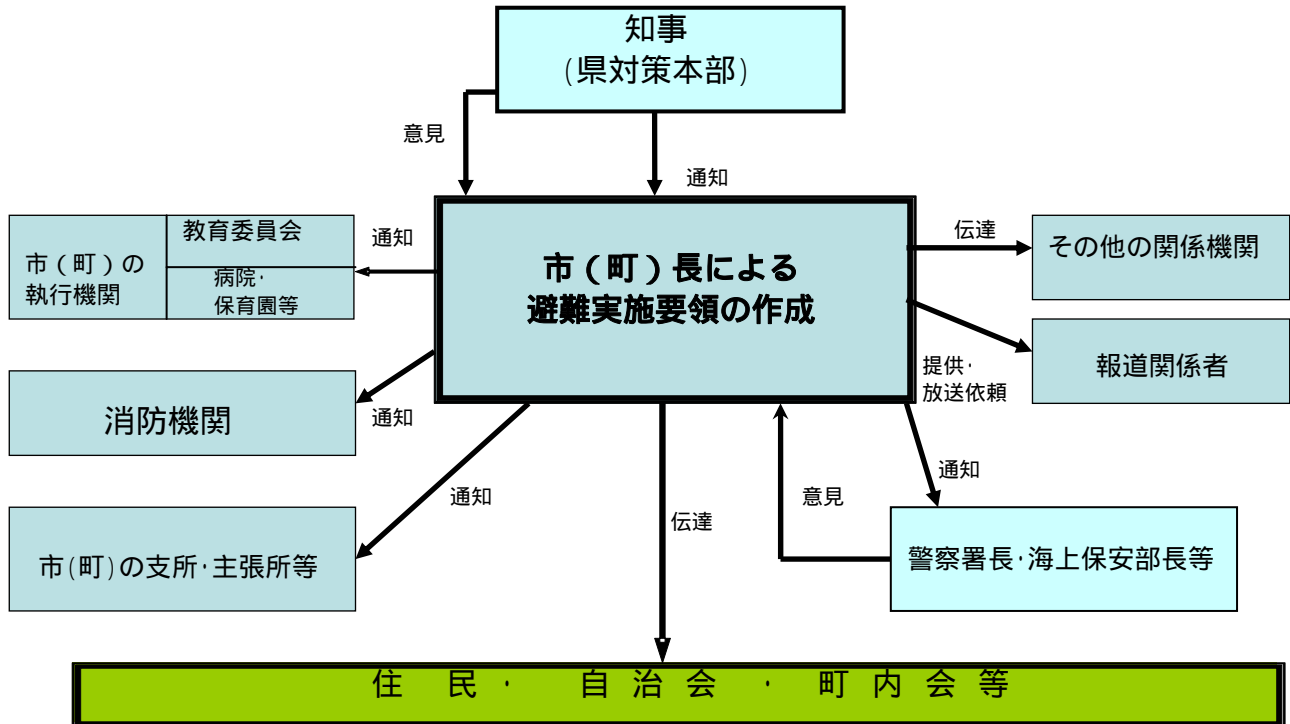 知事
(県対策本部)
意見
通知
市（町）の
執行機関
教育委員会
病院・
保育園等
通知
市（町）長による
避難実施要領の作成
伝達
その他の関係機関
報道関係者
提供・
放送依頼
消防機関
通知
通知
伝達
意見
通知
市(町)の支所・主張所等
警察署長・海上保安部長等
住民・自治会・町内会等